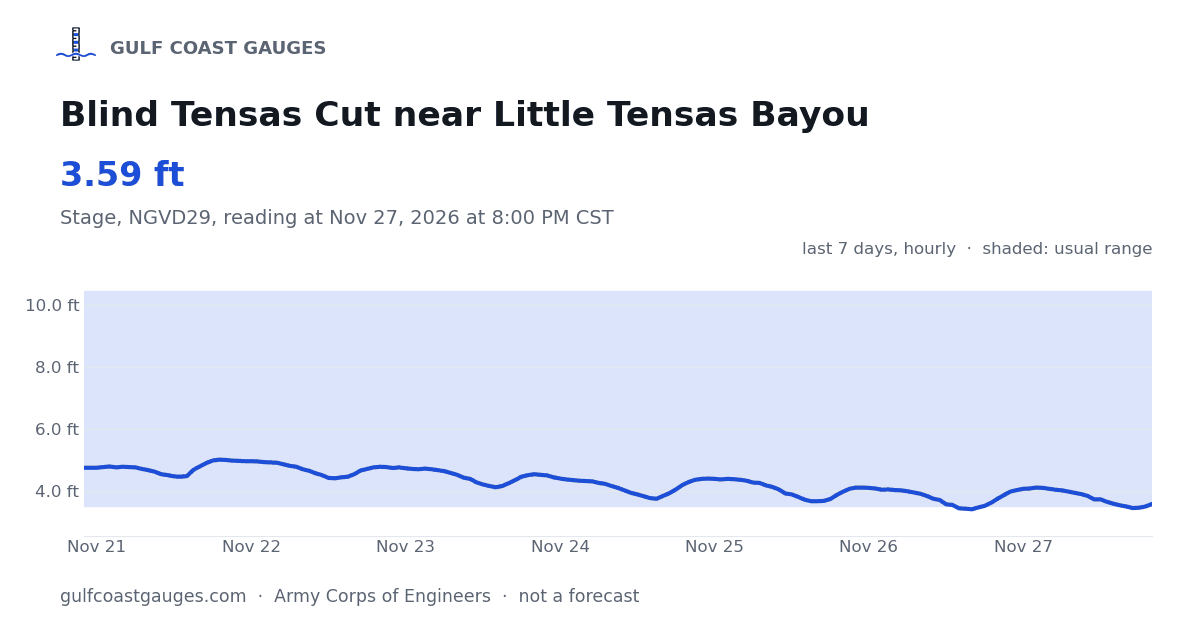 GULF COAST GAUGES
Blind Tensas Cut near Little Tensas Bayou
3.59 ft
Stage, NGVD29, reading at Nov 27, 2026 at 8:00 PM CST
last 7 days, hourly · shaded: usual range
10.0 ft
8.0 ft
6.0 ft
4.0 ft
Nov 21 Nov 22 Nov 23 Nov 24 Nov 25 Nov 26 Nov 27
gulfcoastgauges.com · Army Corps of Engineers · not a forecast